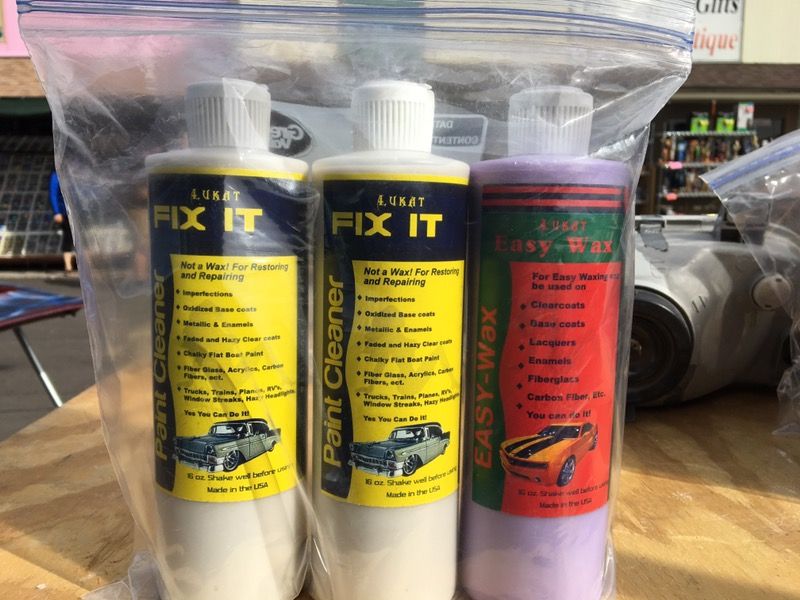 Gifts
tique
DAT
CONTENT
Great
4 UKAT
FIX IT
Paint Cleaner
Not a Wax! For Restoring
and Repairing
Imperfections
Oxidized Base coats
Metallic & Enamels
Faded and Hazy Clear coats
Chalky Flat Boat Paint
Fiber Glass, Acrylics, Carbon
Fibers, ect.
Trucks, Trains, Planes, RV's,
Window Streaks, Hazy Headlights
Yes You Can Do It!
16 oz. Shake well before using
Made in the USA
4 UKAT
FIX IT
Paint Cleaner
Not a Wax! For Restoring
and Repairing
Imperfections
Oxidized Base coats
Metallic & Enamels
Faded and Hazy Clear coats
Chalky Flat Boat Paint
Fiber Glass, Acrylics, Carbon
Fibers, ect.
Trucks, Trains, Planes, RV's,
Window Streaks, Hazy Headlights
Yes You Can Do It!
16 oz. Shake well before using
Made in the USA
4 UKAT
Easy Wax
EASY-Wax
For Easy Waxing
be used on
Clearcoats
Base coats
Lacquers
Enamels
Fiberglass
Carbon Fiber, Etc.
You can do it!
16 oz. Shake well before using
Made in the USA